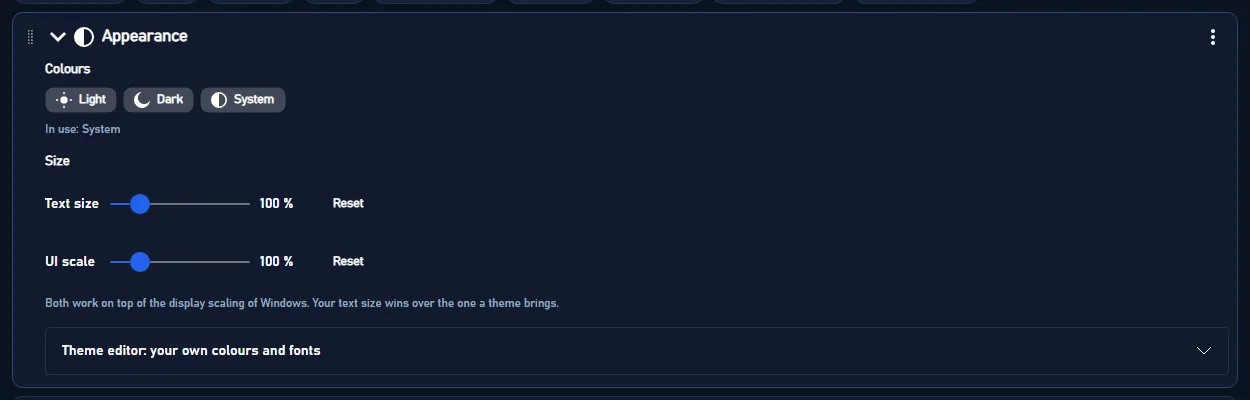 Appearance
Colours
Light Dark System
In use: System
Size
Text size 100 % Reset
UI scale 100 % Reset
Both work on top of the display scaling of Windows. Your text size wins over the one a theme brings.
Theme editor: your own colours and fonts